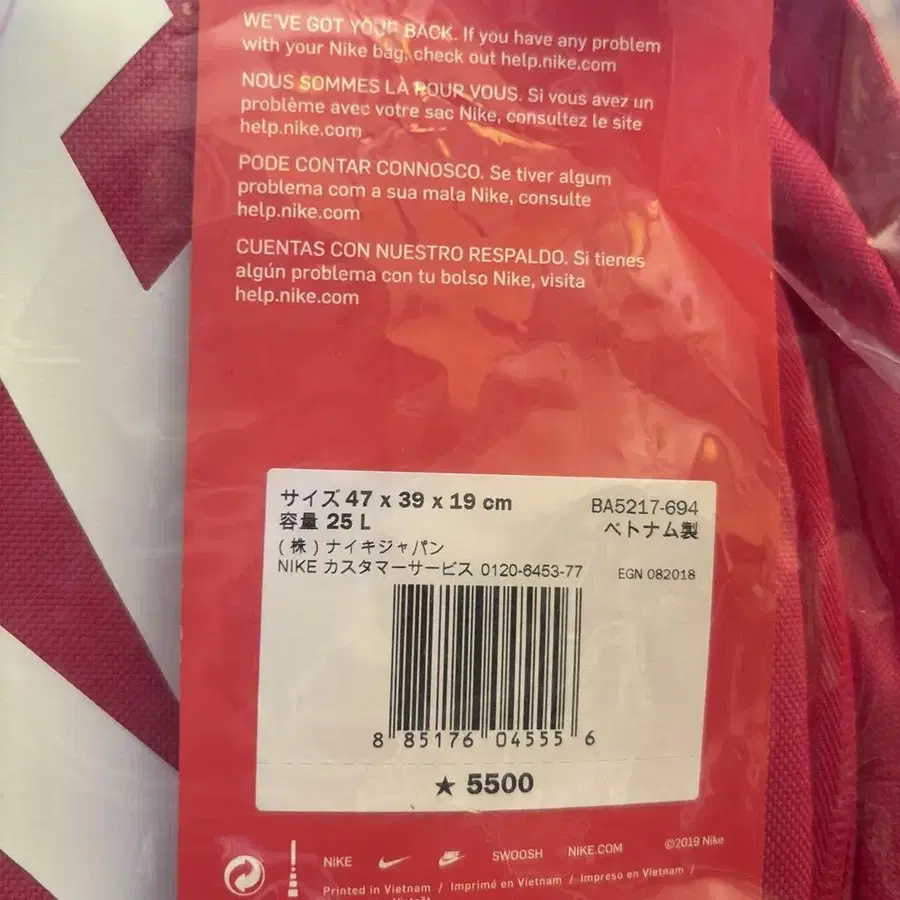 WE'VE GOT YOUR BACK. If you have any problem
with your Nike bag, check out help.nike.com
NOUS SOMMES LÀ POUR VOUS. Si vous avez un
problème avec votre sac Nike, consultez le site
help.nike.com
PODE CONTAR CONNOSCO. Se tiver algum
problema com a sua mala Nike, consulte
help.nike.com
CUENTAS CON NUESTRO RESPALDO. Si tienes
algún problema con tu bolso Nike, visita
help.nike.com
サイズ 47 x 39 x 19 cm BA5217-694
容量 25 L ベトナム製
(株)ナイキジャパン
NIKE カスタマーサービス 0120-6453-77 EGN 082018
8 85176 04555 6
★ 5500
NIKE SWOOSH NIKE.COM ©2019 Nike
Printed in Vietnam / Imprimé en Vietnam / Impreso en Vietnam /